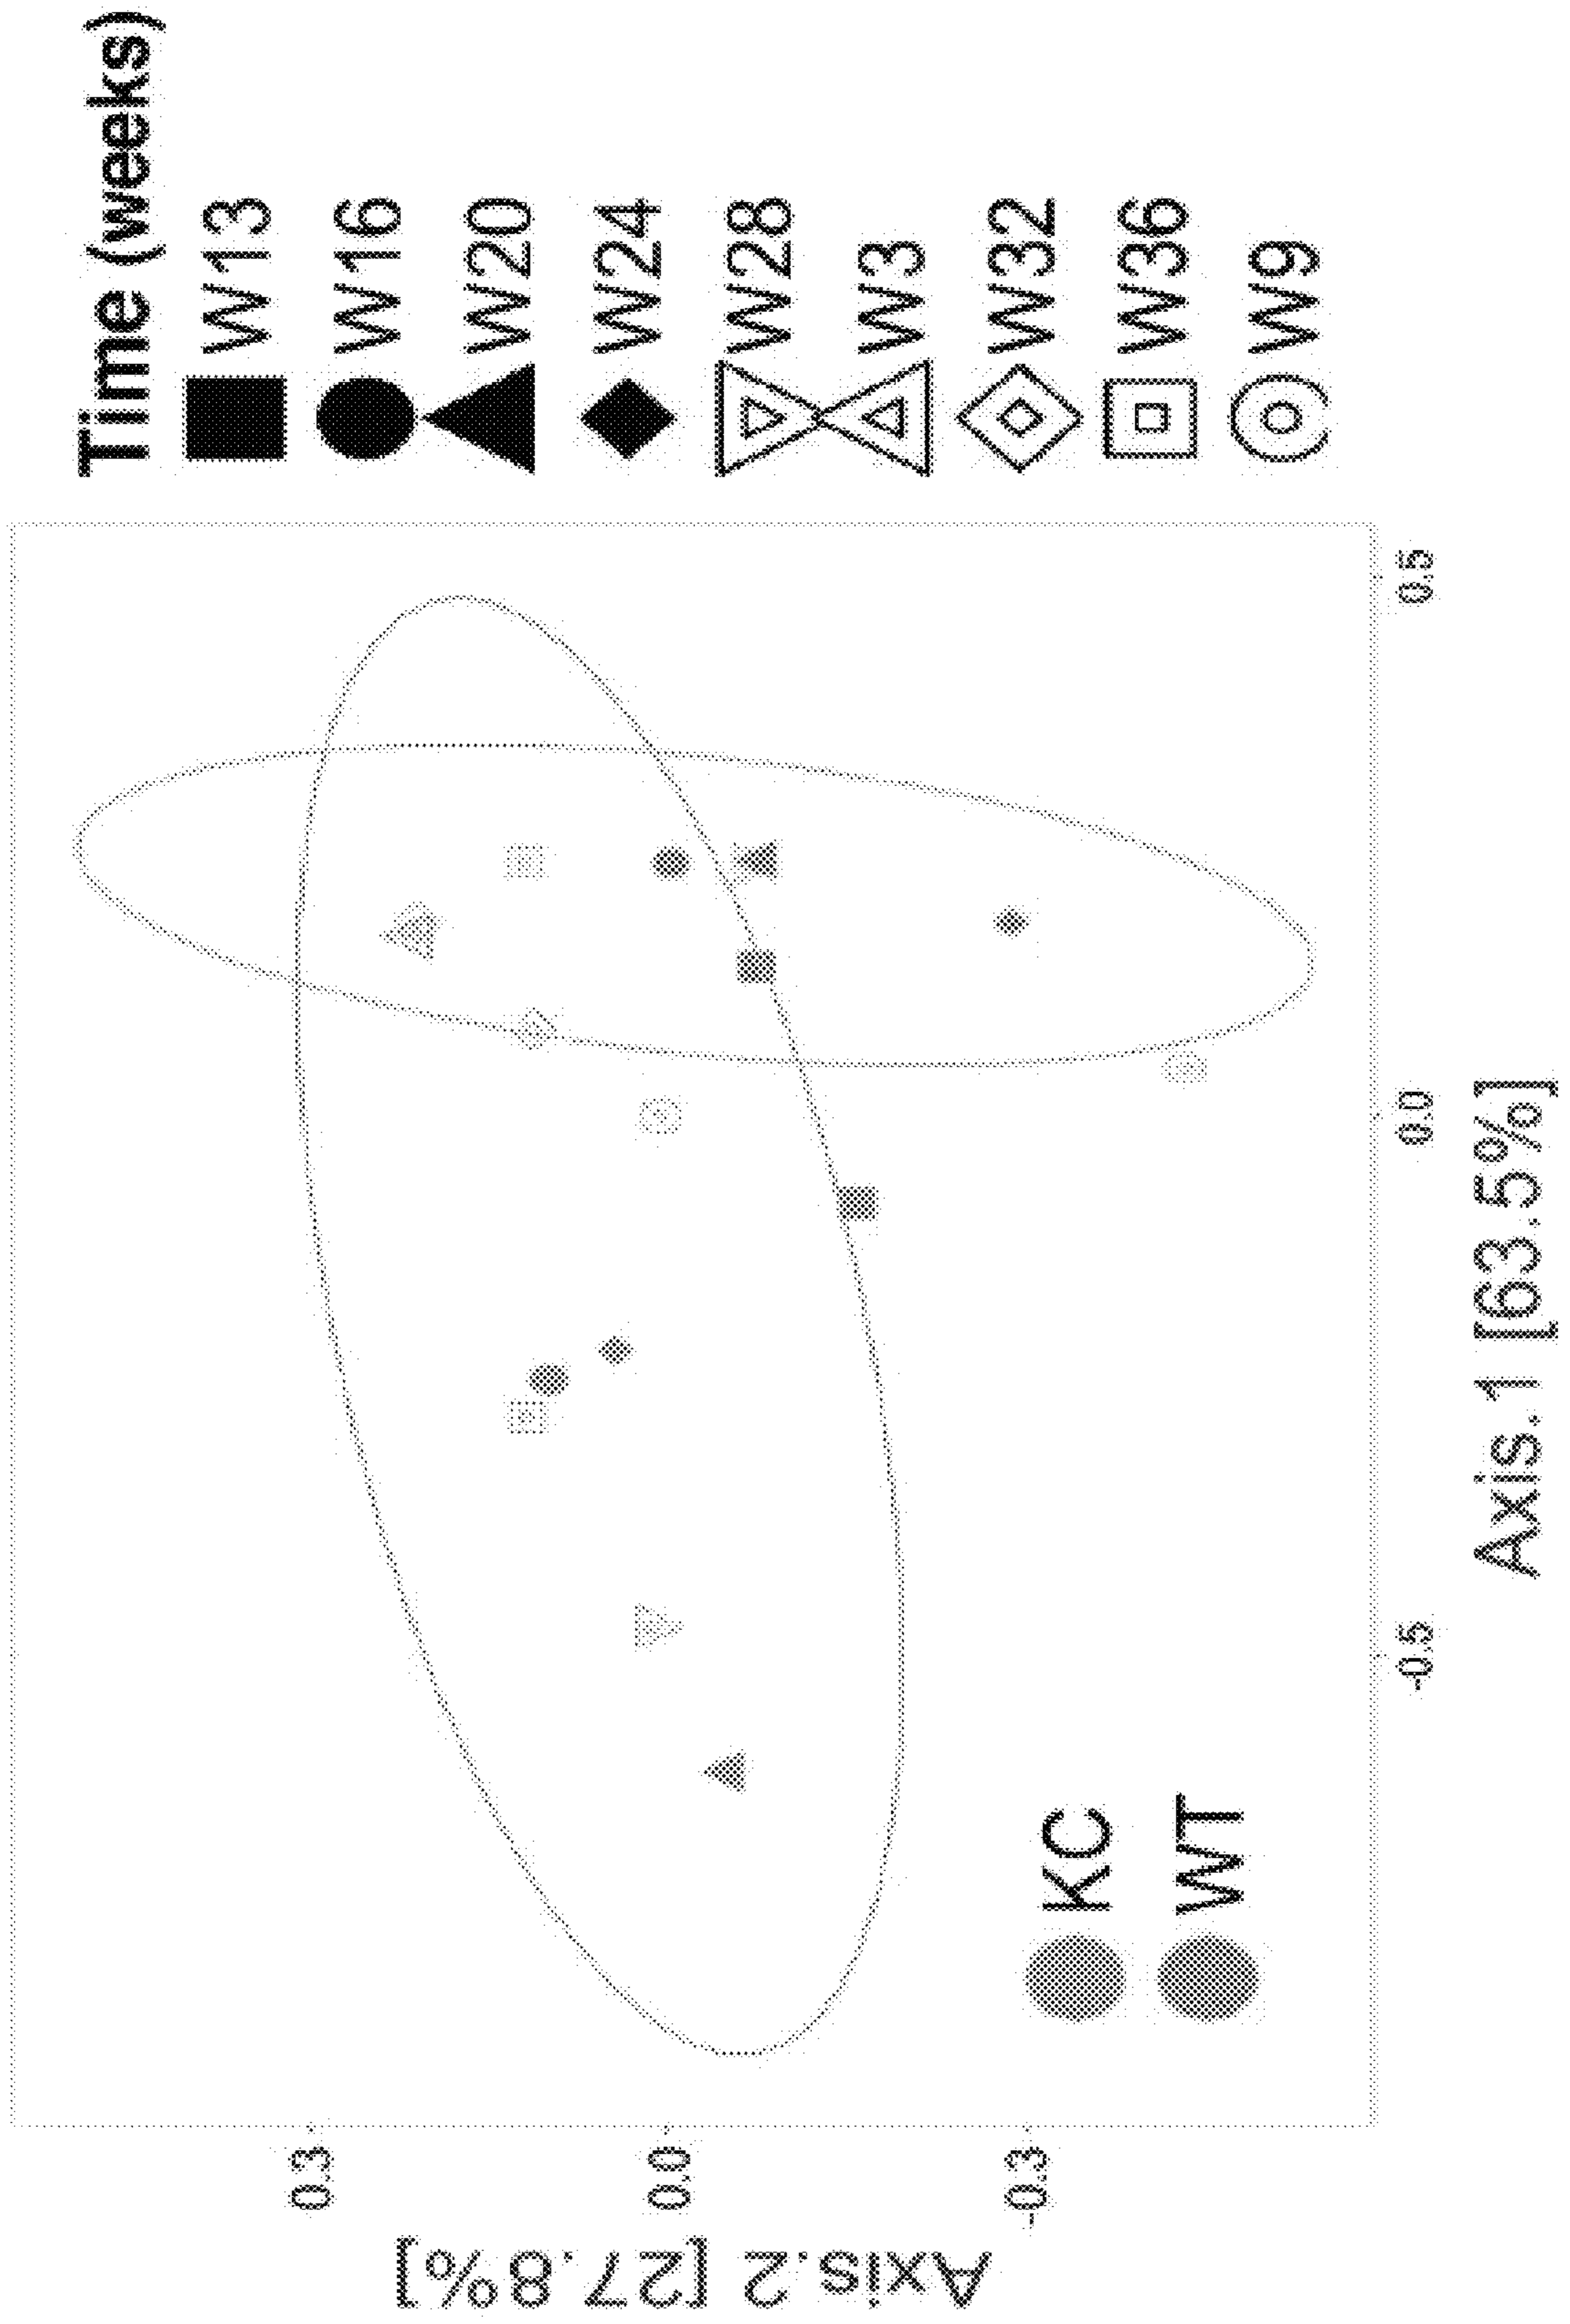 Time (weeks)
W13
W16
W20
W24
W28
W3
W32
W36
W9
0.3
0.0
-0.3
Axis.2 [27.8%]
KC
WT
-0.5
0.0
0.5
Axis.1 [63.5%]